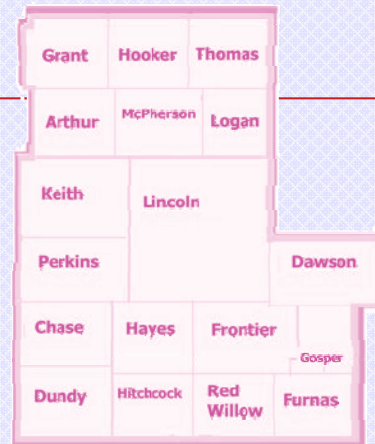 Grant Hooker Thomas
Arthur McPherson Logan
Keith Lincoln
Perkins Dawson
Chase Hayes Frontier
Gosper
Dundy Hitchcock Red Willow Furnas